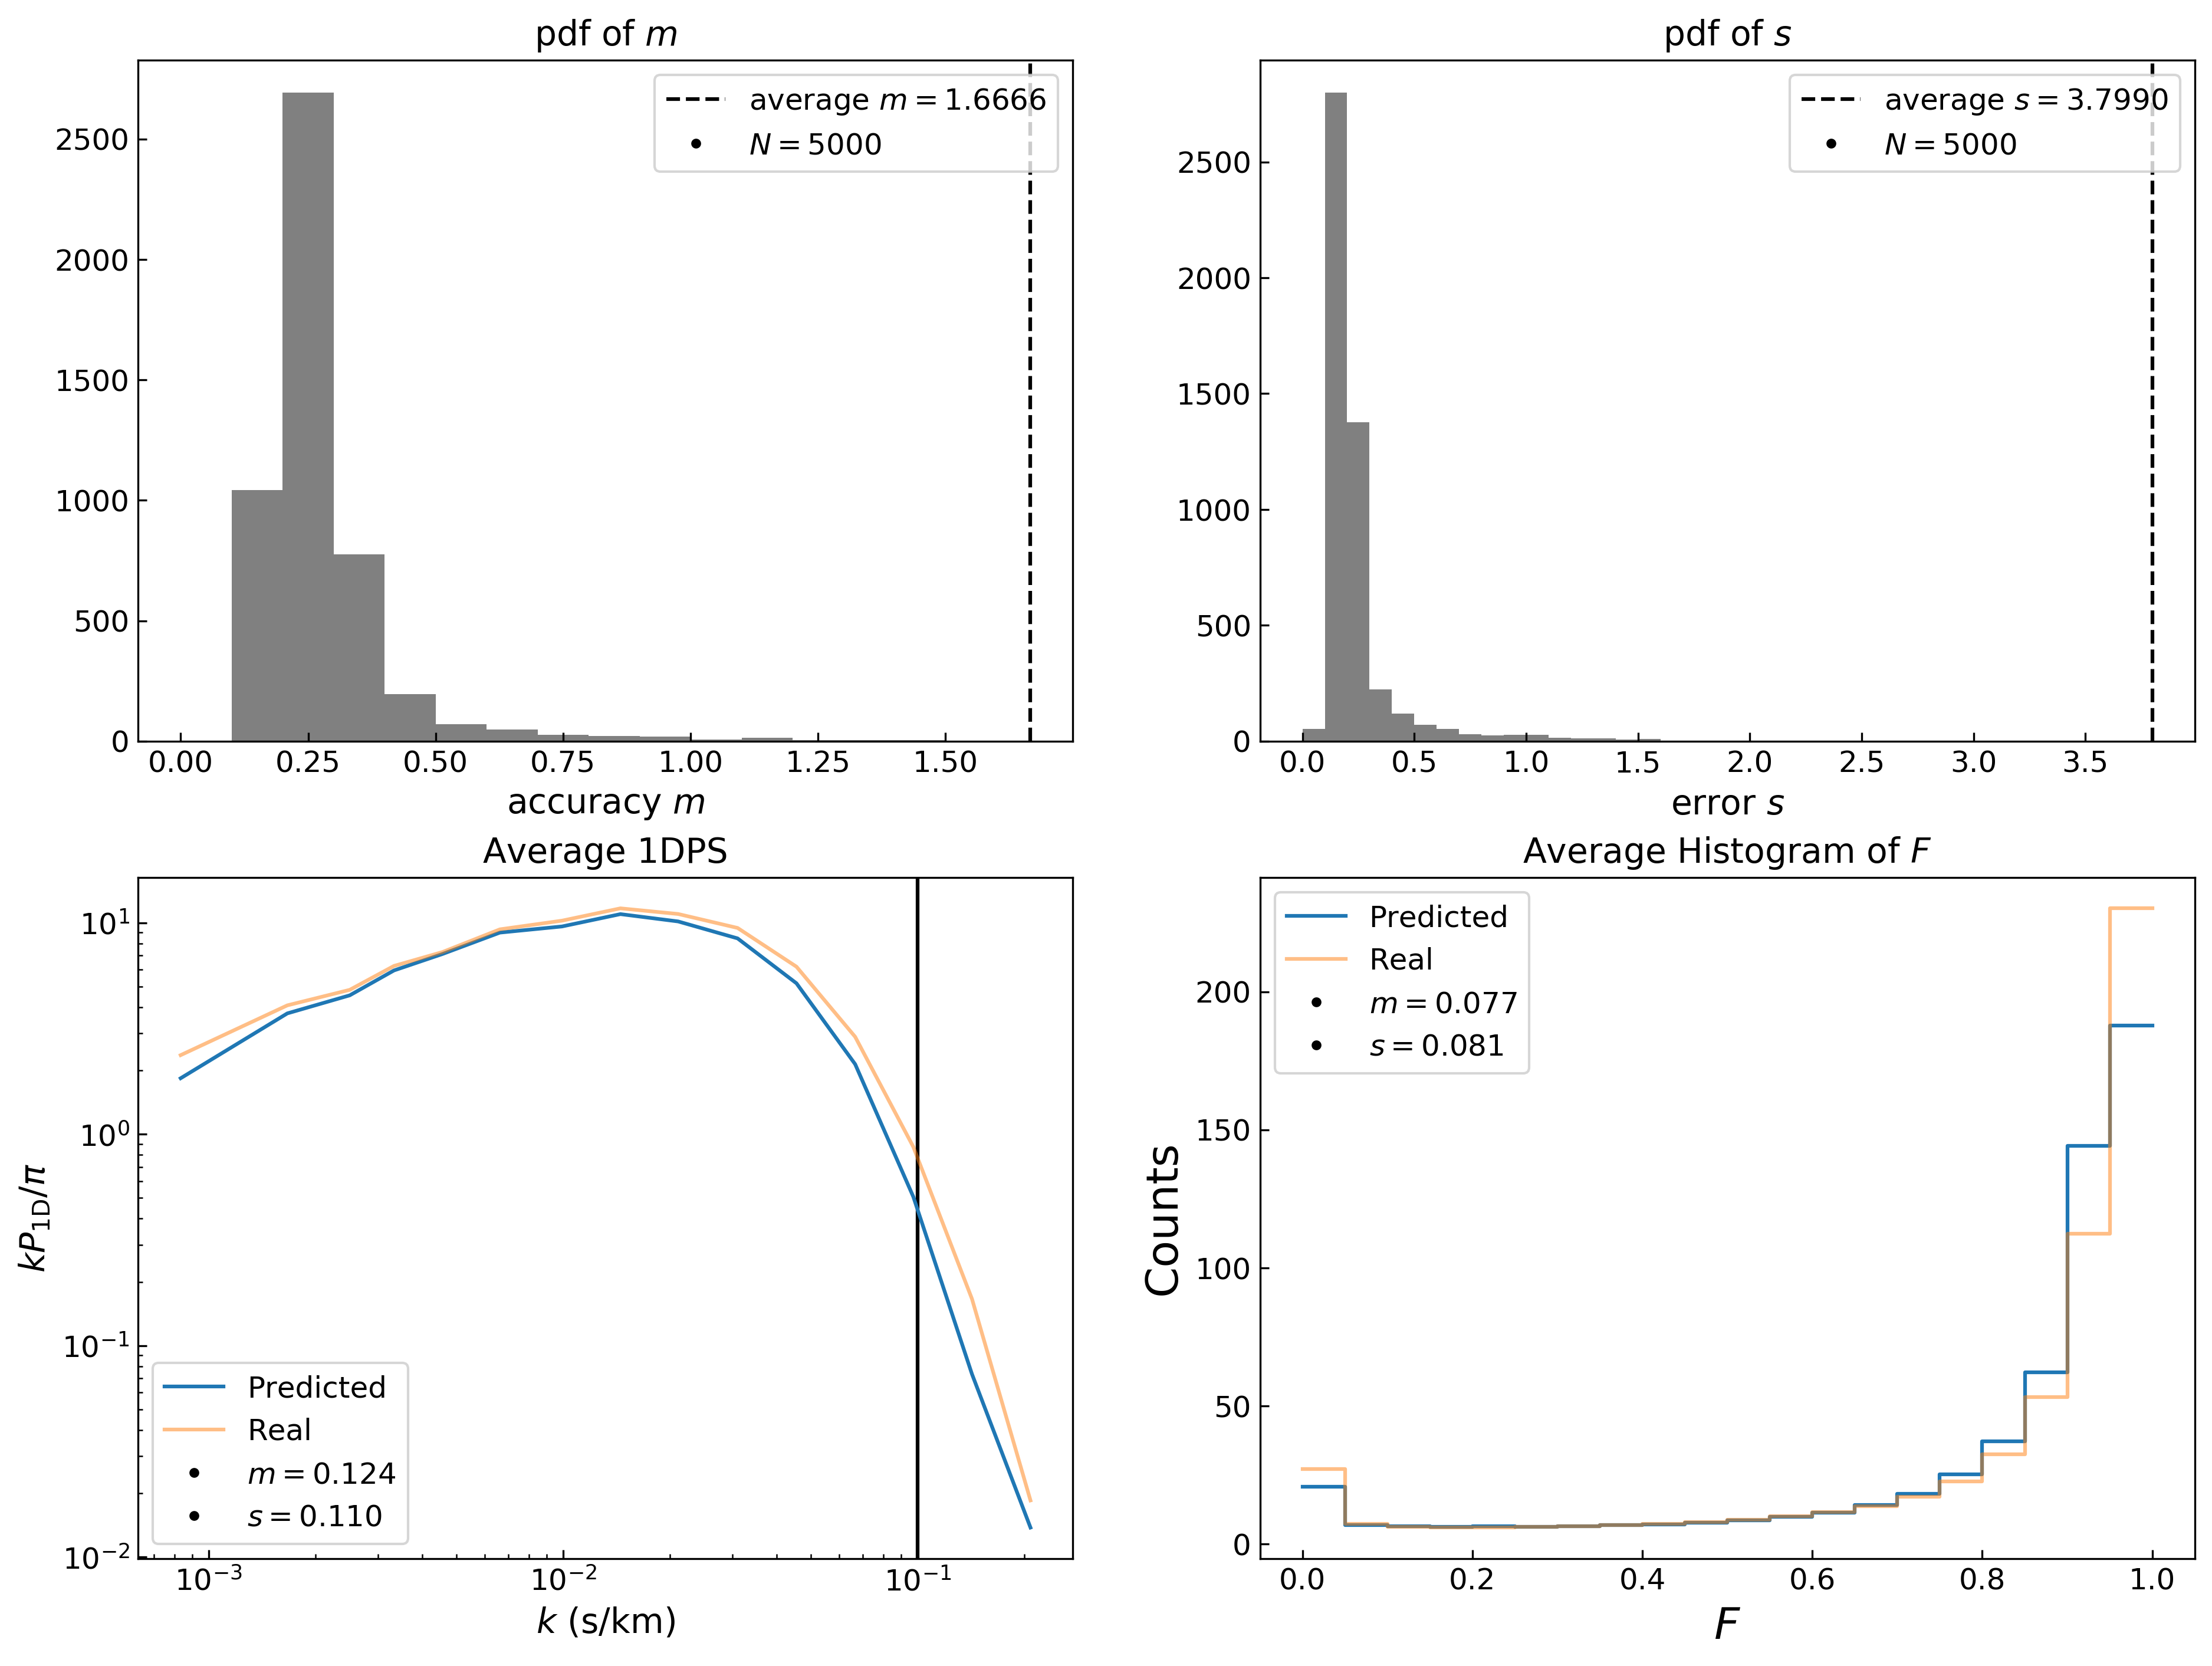 pdf of m
average m = 1.6666
N = 5000
2500
2000
1500
1000
500
0
0.00 0.25 0.50 0.75 1.00 1.25 1.50
accuracy m
pdf of s
average s = 3.7990
N = 5000
2500
2000
1500
1000
500
0
0.0 0.5 1.0 1.5 2.0 2.5 3.0 3.5
error s
Average 1DPS
10¹
10⁰
10⁻¹
10⁻²
kP₁D/π
Predicted
Real
m = 0.124
s = 0.110
10⁻³ 10⁻² 10⁻¹
k (s/km)
Average Histogram of F
Predicted
Real
m = 0.077
s = 0.081
200
150
100
50
0
Counts
0.0 0.2 0.4 0.6 0.8 1.0
F